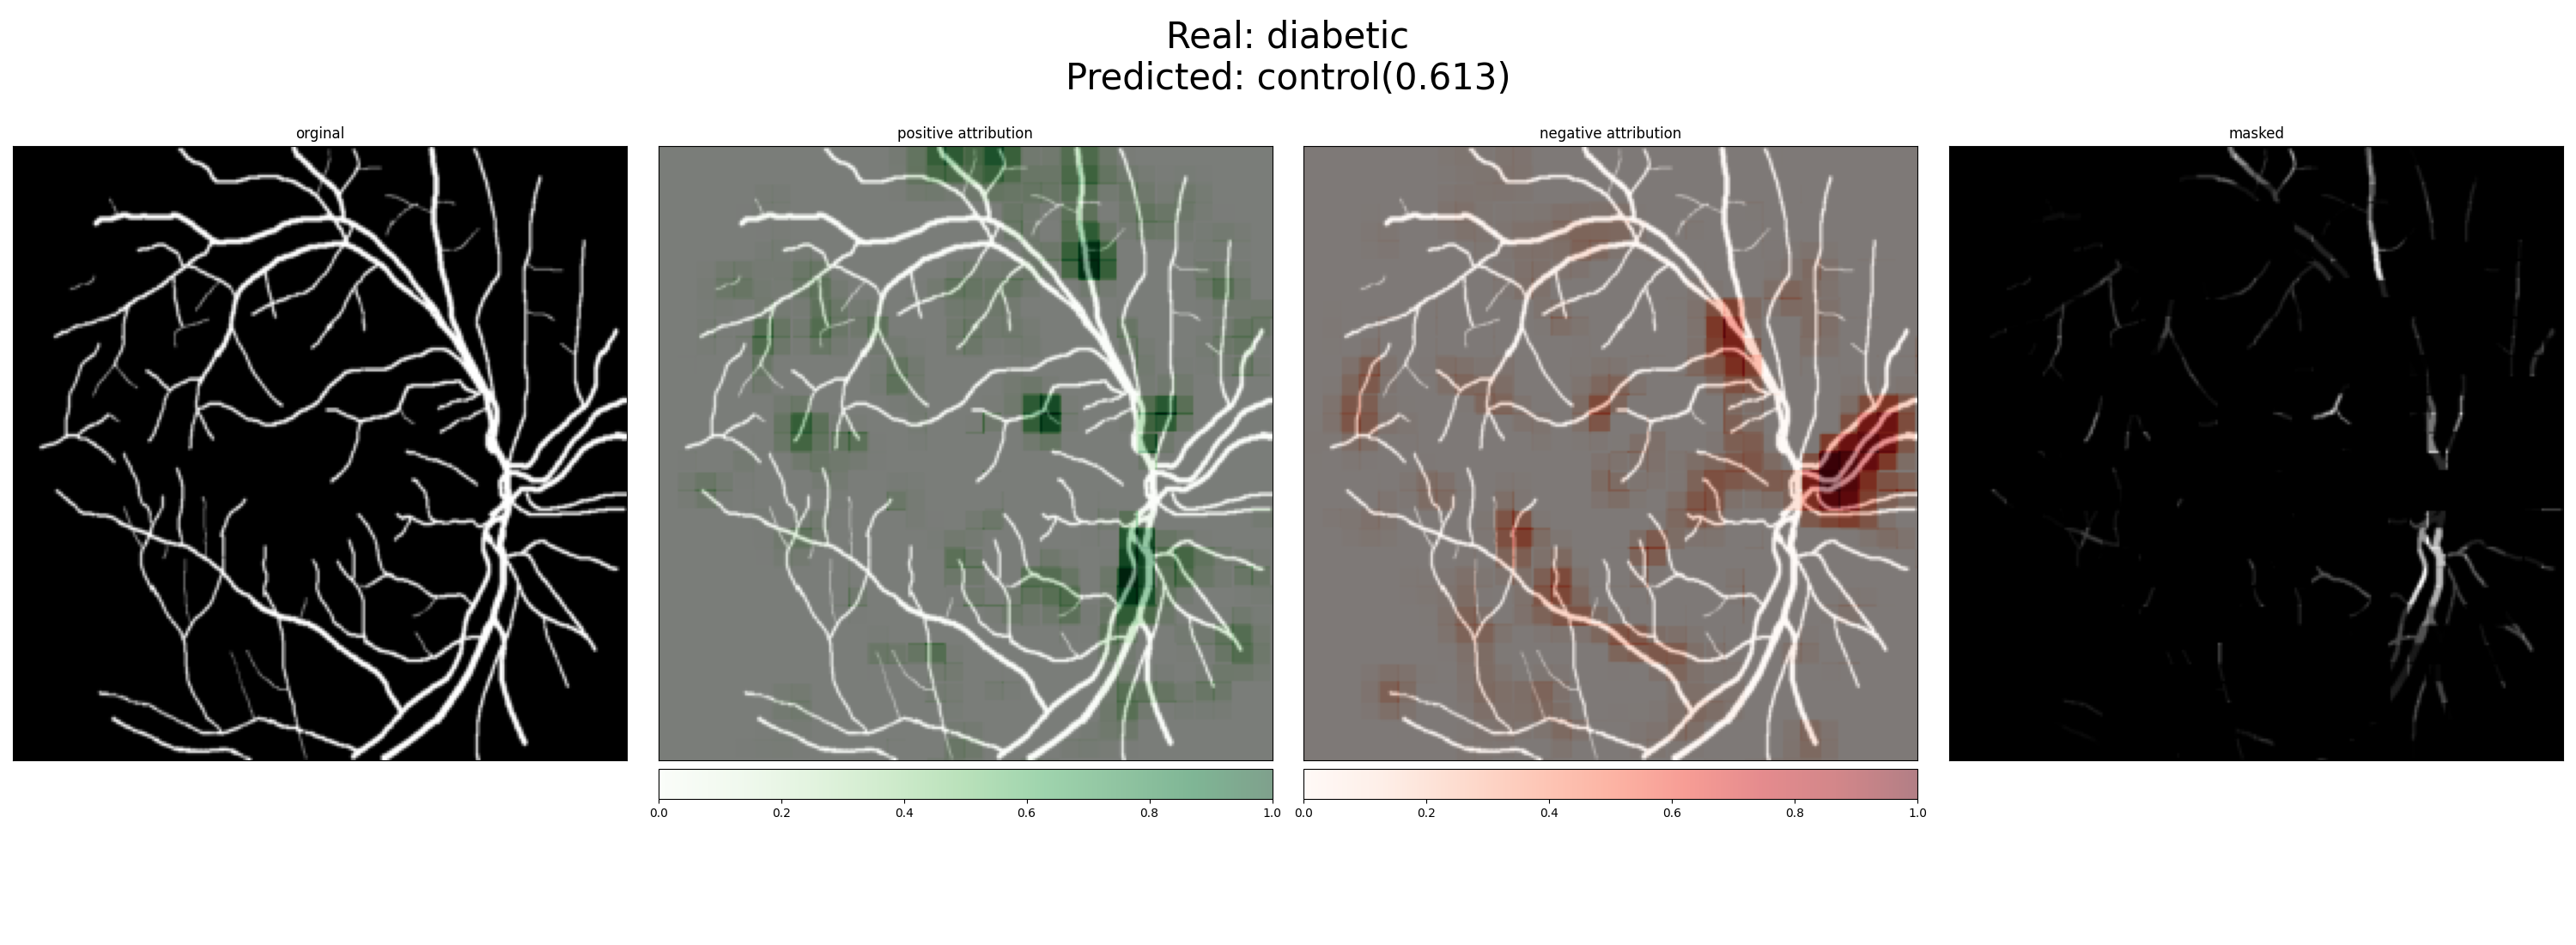 Real: diabetic
Predicted: control(0.613)
orginal
positive attribution
negative attribution
masked
0.0 0.2 0.4 0.6 0.8 1.0
0.0 0.2 0.4 0.6 0.8 1.0